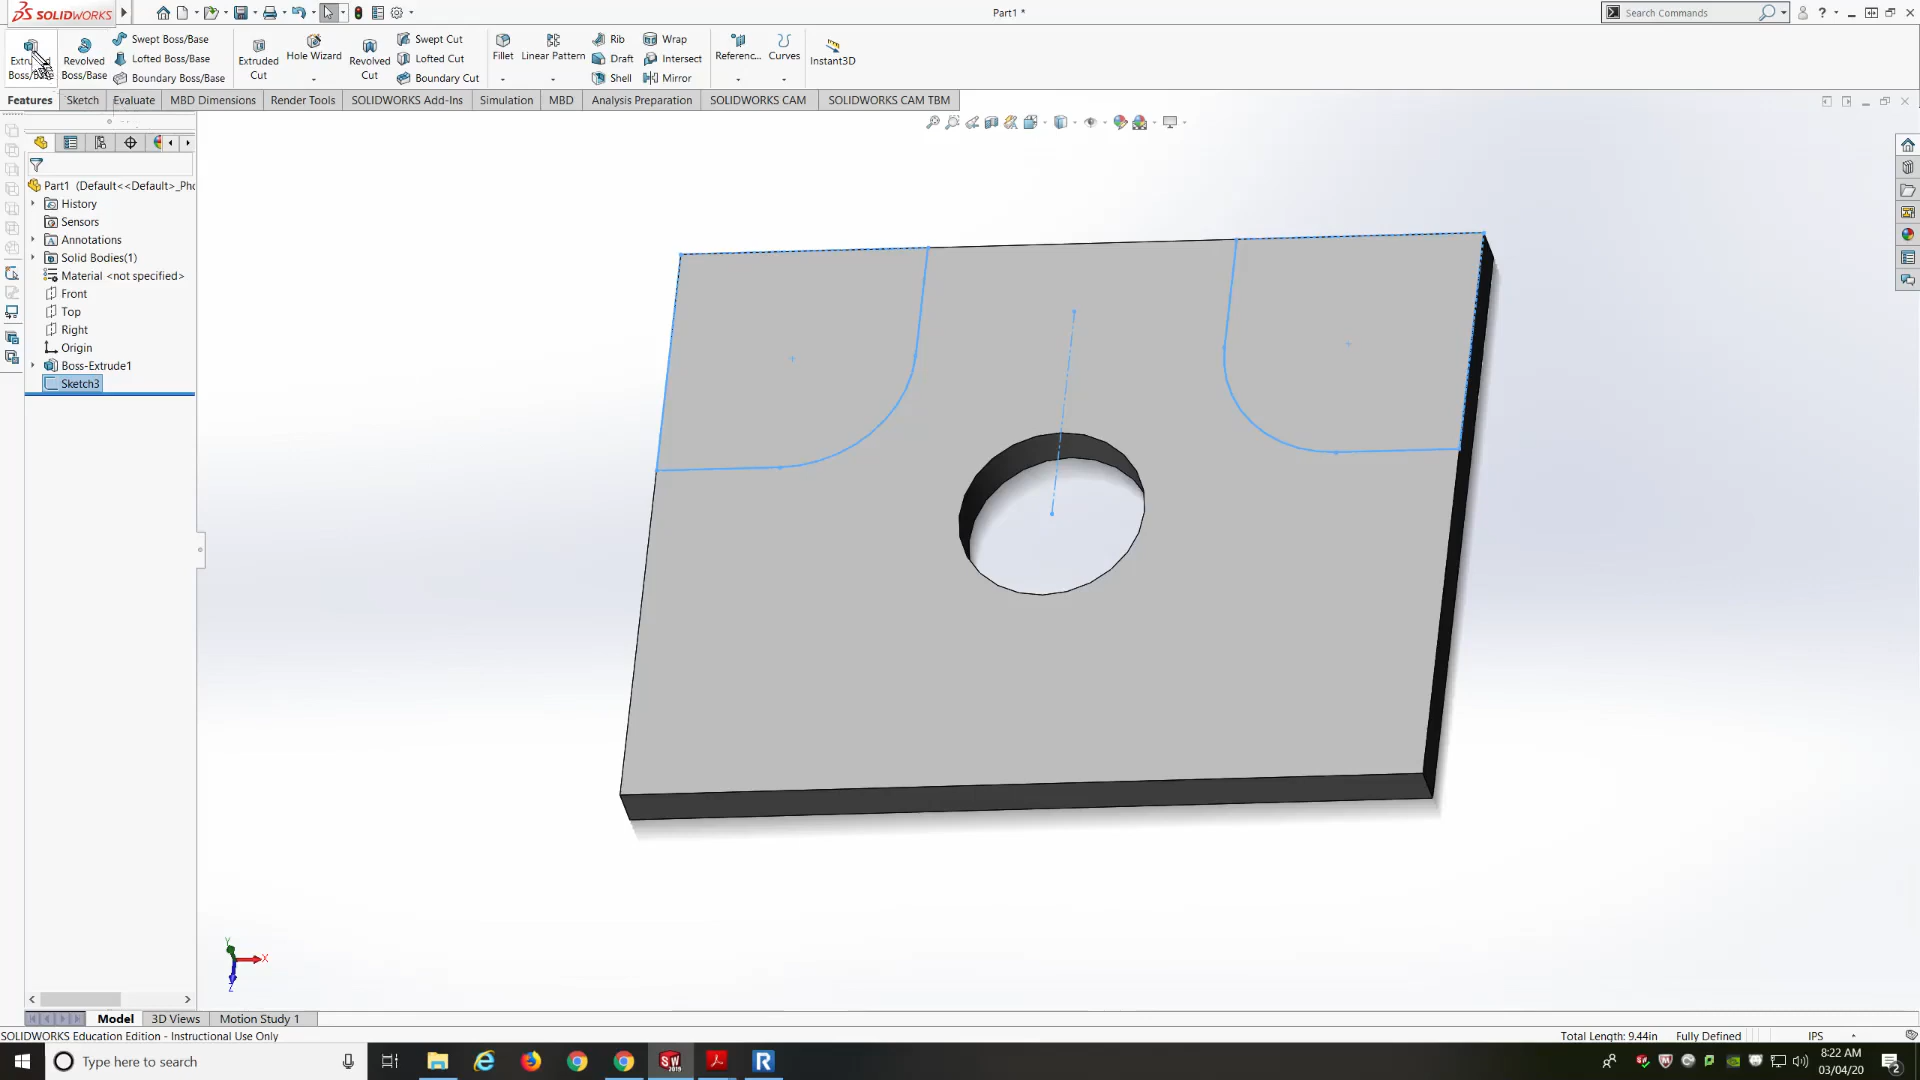 SOLIDWORKS
Part1 *
Search Commands
Boss/Base
Revolved Boss/Base
Swept Boss/Base
Lofted Boss/Base
Boundary Boss/Base
Extruded Cut
Hole Wizard
Revolved Cut
Swept Cut
Lofted Cut
Boundary Cut
Fillet
Linear Pattern
Rib
Draft
Shell
Wrap
Intersect
Mirror
Referenc...
Curves
Instant3D
Features
Sketch
Evaluate
MBD Dimensions
Render Tools
SOLIDWORKS Add-Ins
Simulation
MBD
Analysis Preparation
SOLIDWORKS CAM
SOLIDWORKS CAM TBM
Part1 (Default<<Default>_Pho
History
Sensors
Annotations
Solid Bodies(1)
Material <not specified>
Front
Top
Right
Origin
Boss-Extrude1
Sketch3
Y
X
Z
Model
3D Views
Motion Study 1
SOLIDWORKS Education Edition - Instructional Use Only
Total Length: 9.44in
Fully Defined
IPS
Type here to search
8:22 AM
03/04/20